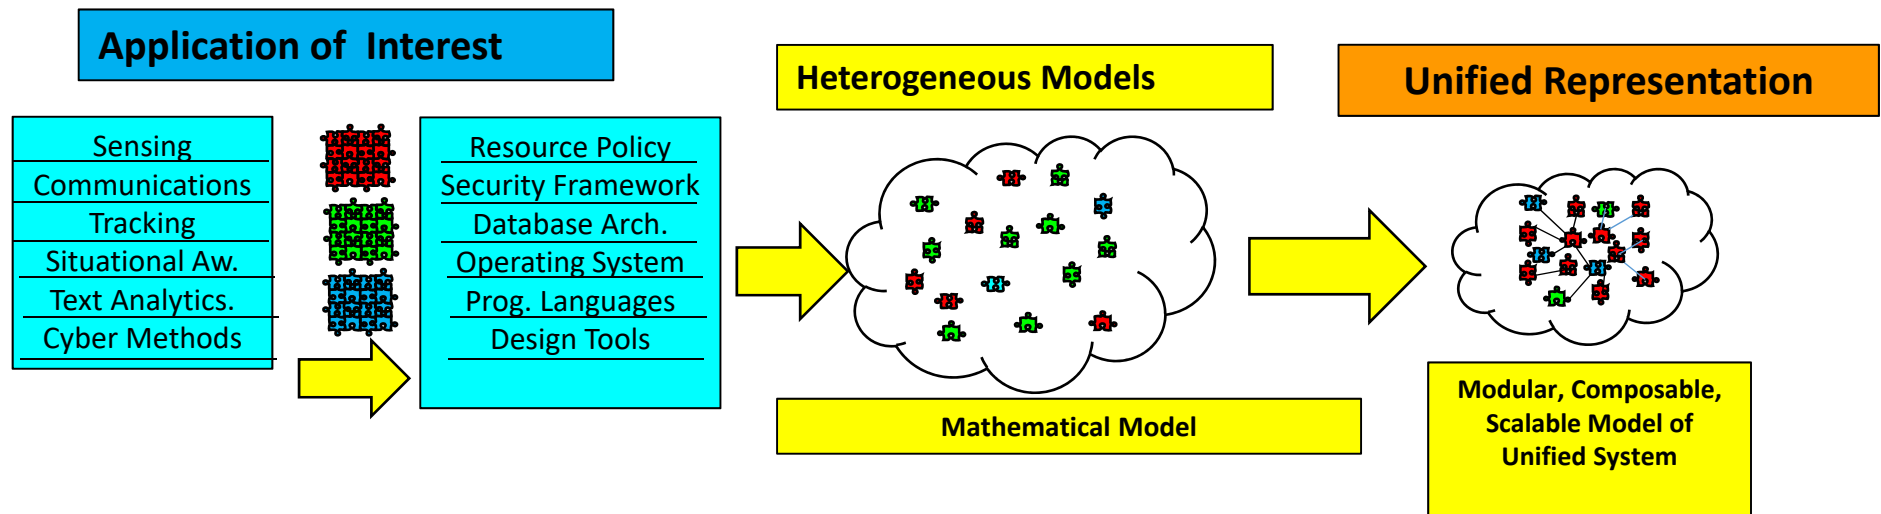 Application of  Interest
Sensing
Communications
Tracking
Situational Aw.
Text Analytics.
Cyber Methods
Resource Policy
Security Framework
Database Arch.
Operating System
Prog. Languages
Design Tools
Heterogeneous Models
Mathematical Model
Unified Representation
Modular, Composable,
Scalable Model of
Unified System